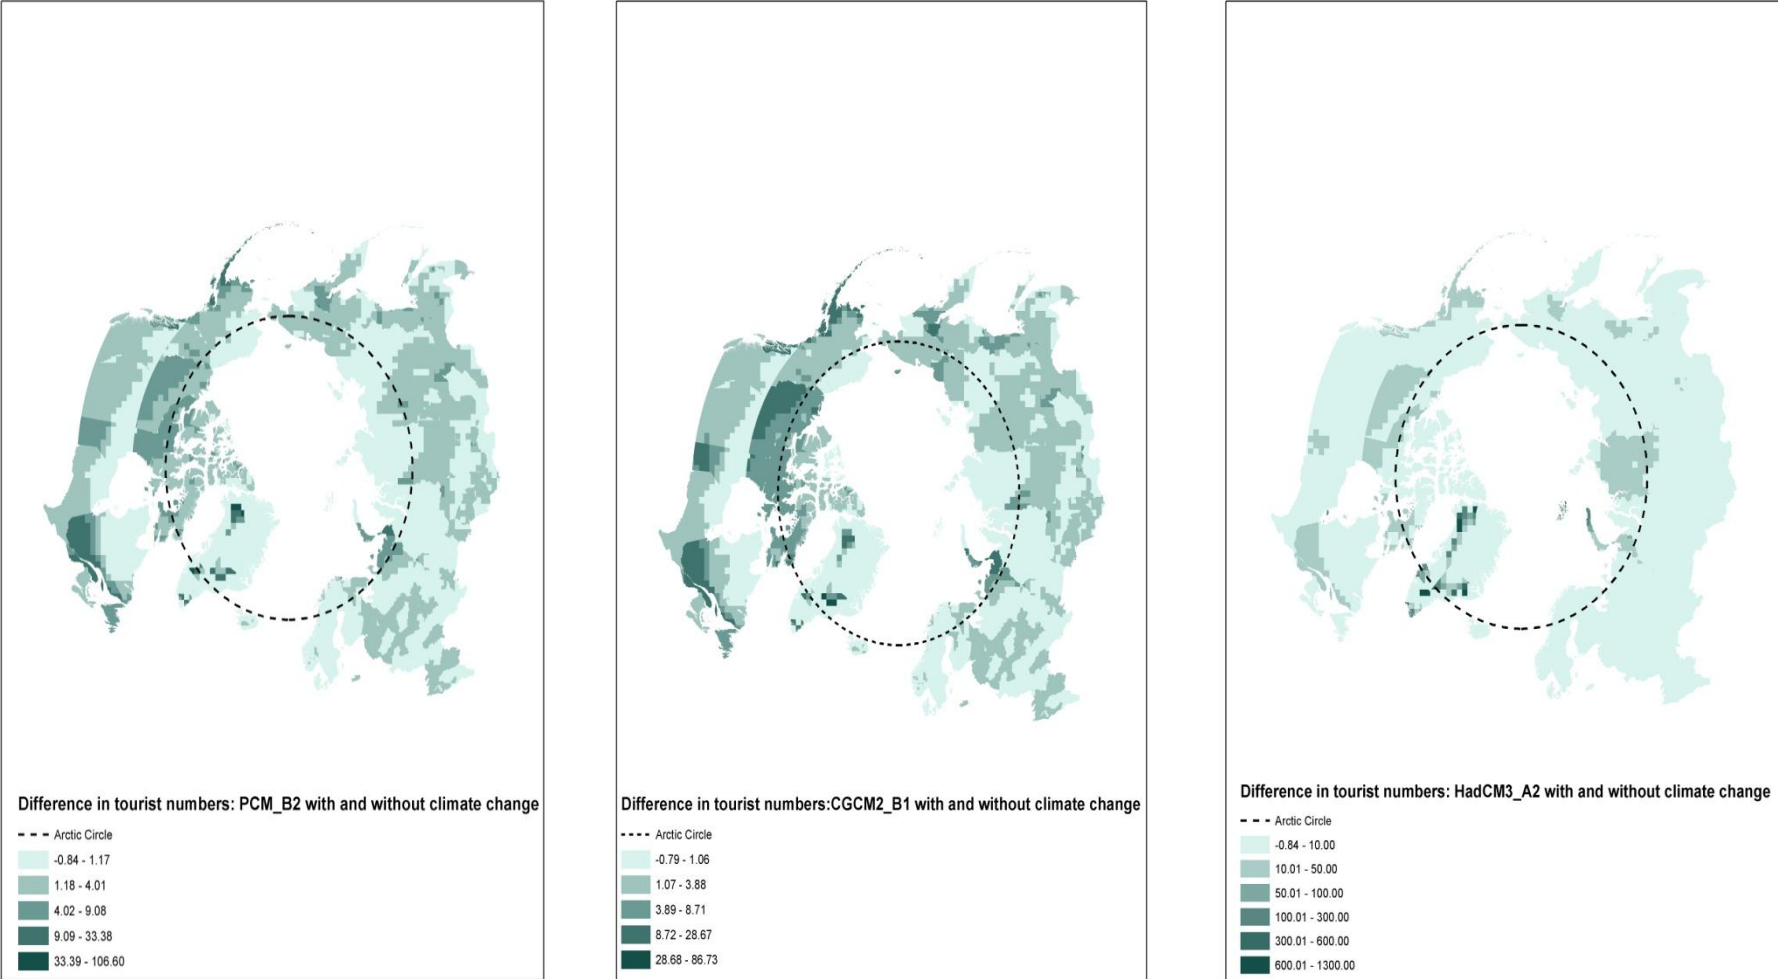 Difference in tourist numbers: PCM_B2 with and without climate change
Arctic Circle
-0.84 - 1.17
1.18 - 4.01
4.02 - 9.08
9.09 - 33.38
33.39 - 106.60
Difference in tourist numbers:CGCM2_B1 with and without climate change
Arctic Circle
-0.79 - 1.06
1.07 - 3.88
3.89 - 8.71
8.72 - 28.67
28.68 - 86.73
Difference in tourist numbers: HadCM3_A2 with and without climate change
Arctic Circle
-0.84 - 10.00
10.01 - 50.00
50.01 - 100.00
100.01 - 300.00
300.01 - 600.00
600.01 - 1300.00